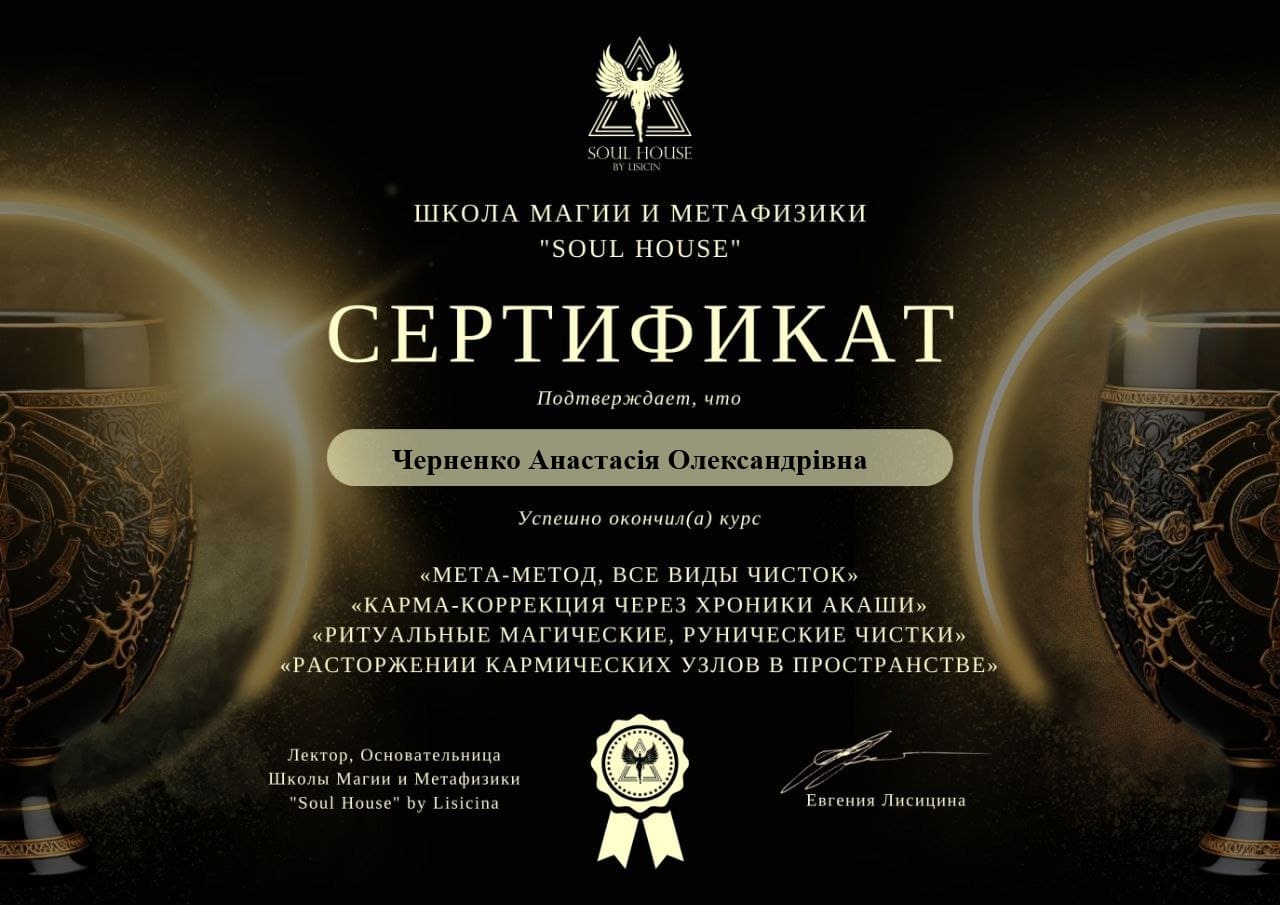 SOUL HOUSE
BY LISICIN
ШКОЛА МАГИИ И МЕТАФИЗИКИ
"SOUL HOUSE"
СЕРТИФИКАТ
Подтверждает, что
Черненко Анастасія Олександрівна
Успешно окончил(а) курс
«МЕТА-МЕТОД, ВСЕ ВИДЫ ЧИСТОК»
«КАРМА-КОРРЕКЦИЯ ЧЕРЕЗ ХРОНИКИ АКАШИ»
«РИТУАЛЬНЫЕ МАГИЧЕСКИЕ, РУНИЧЕСКИЕ ЧИСТКИ»
«РАСТОРЖЕНИИ КАРМИЧЕСКИХ УЗЛОВ В ПРОСТРАНСТВЕ»
Лектор, Основательница
Школы Магии и Метафизики
"Soul House" by Lisicina
Евгения Лисицина